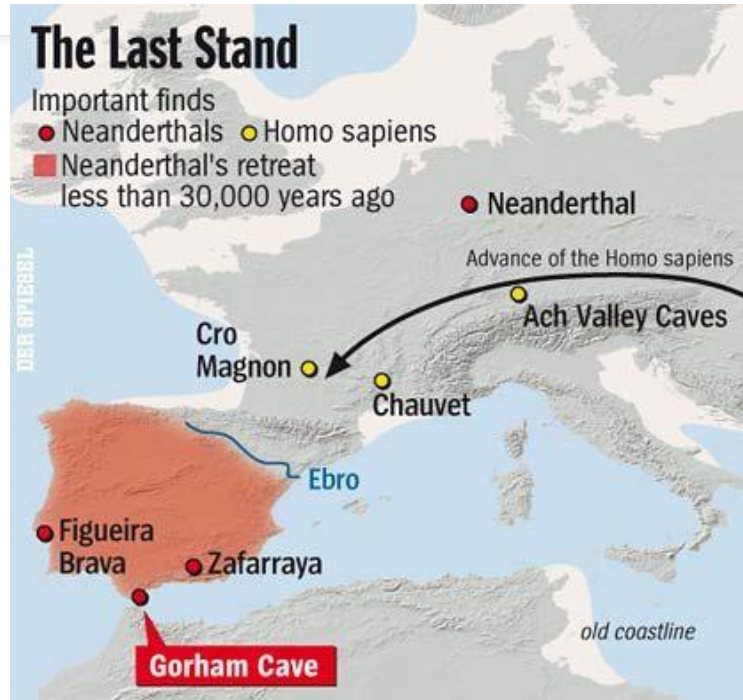 The Last Stand
Important finds
Neanderthals Homo sapiens
Neanderthal's retreat
less than 30,000 years ago
DER SPIEGEL
Neanderthal
Advance of the Homo sapiens
Ach Valley Caves
Cro
Magnon
Chauvet
Ebro
Figueira
Brava
Zafarraya
Gorham Cave
old coastline